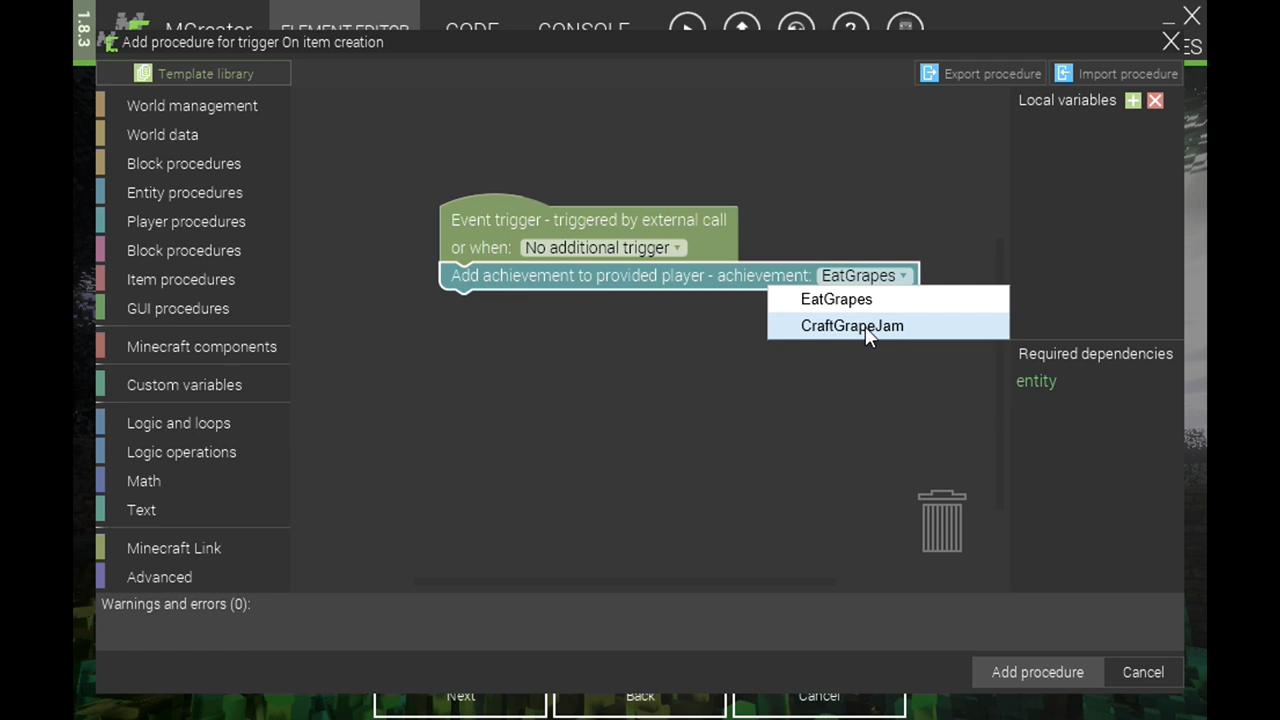 1.8.3
MCreator
ELEMENT EDITOR
CODE
CONSOLE
Add procedure for trigger On item creation
ES
Template library
Export procedure
Import procedure
World management
World data
Block procedures
Entity procedures
Player procedures
Block procedures
Item procedures
GUI procedures
Minecraft components
Custom variables
Logic and loops
Logic operations
Math
Text
Minecraft Link
Advanced
Event trigger - triggered by external call
or when: No additional trigger
Add achievement to provided player - achievement: EatGrapes
EatGrapes
CraftGrapeJam
Local variables
Required dependencies
entity
Warnings and errors (0):
Add procedure
Cancel
Next
Back
Cancel